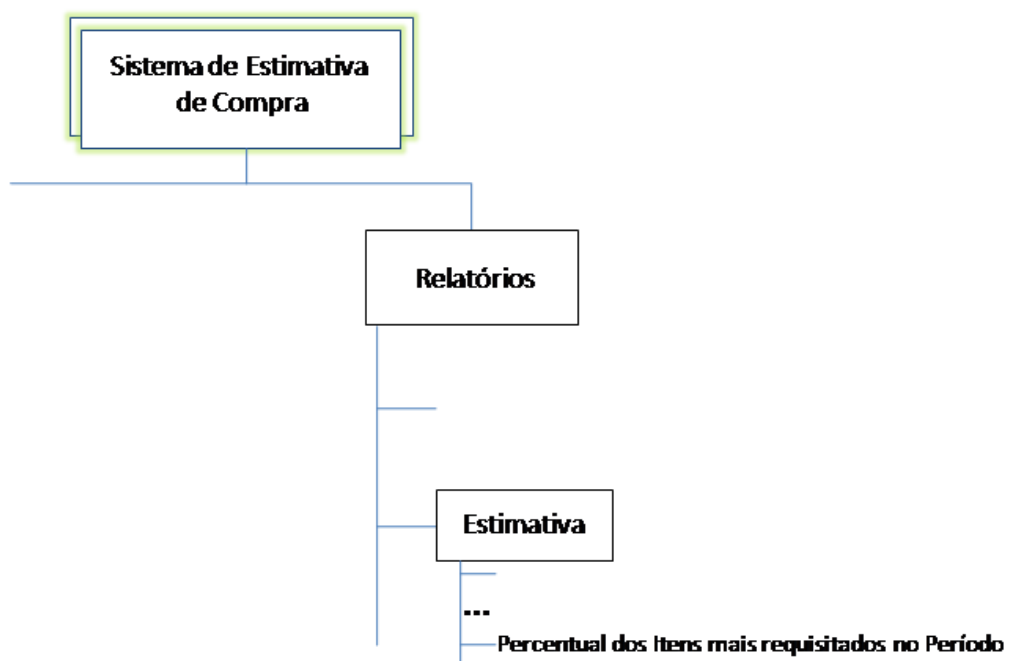 Sistema de Estimativa
de Compra
Relatórios
Estimativa
...
Percentual dos Itens mais requisitados no Período